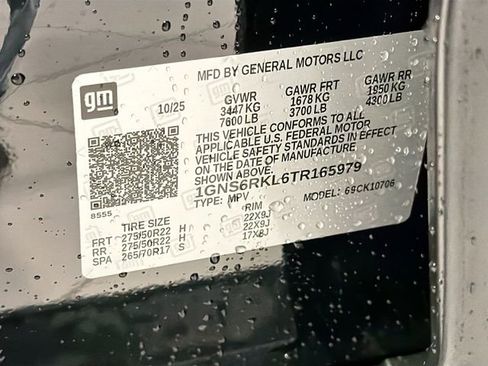 MFD BY GENERAL MOTORS LLC
gm
10/25
GVWR GAWR FRT GAWR RR
3447 KG 1678 KG 1950 KG
7600 LB 3700 LB 4300 LB
THIS VEHICLE CONFORMS TO ALL
APPLICABLE U.S. FEDERAL MOTOR
VEHICLE SAFETY STANDARDS IN EFFECT
ON THE DATE OF MANUFACTURE
SHOWN ABOVE.
1GNS6RKL6TR165979
TYPE: MPV MODEL: 69CK10706
8555
TIRE SIZE RIM
FRT 275/50R22 H 22X9J
RR 275/50R22 H 22X9J
SPA 265/70R17 S 17X8J